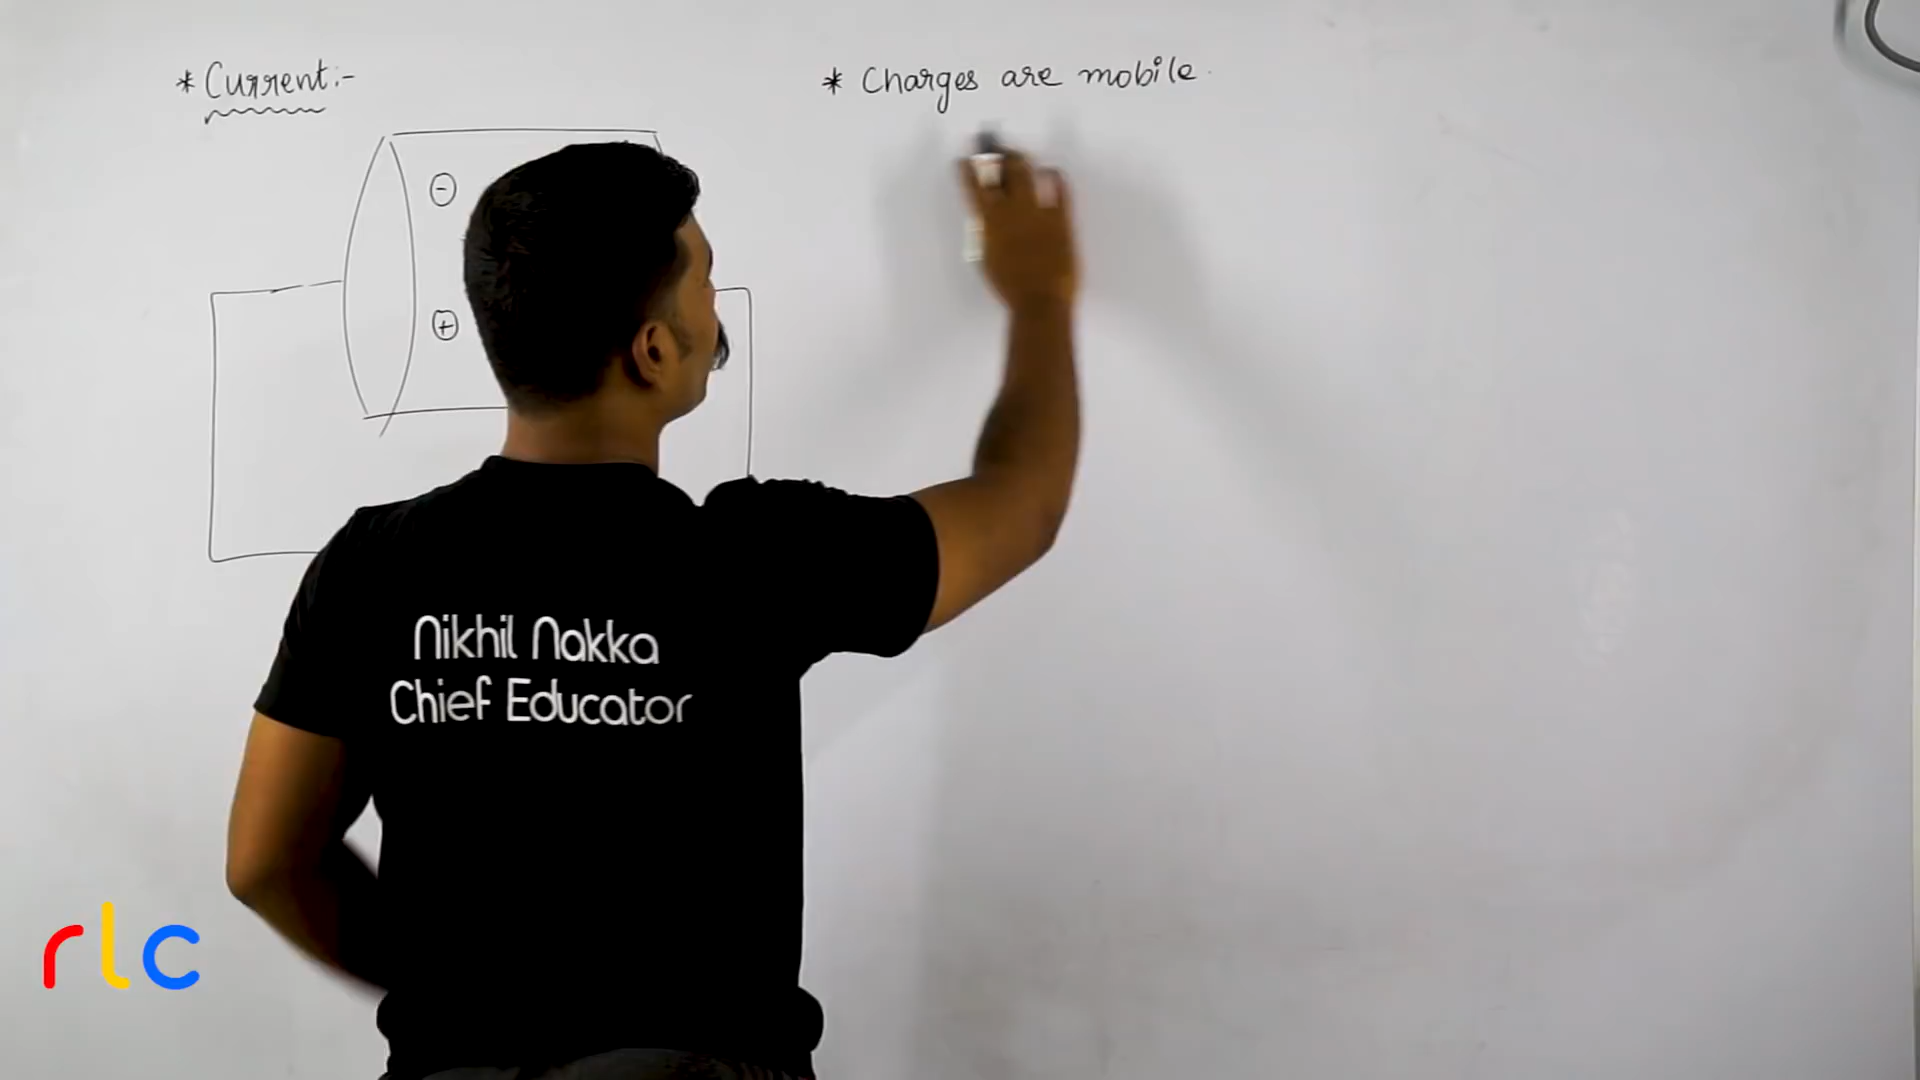 * Current:-
* Charges are mobile.
-
+
Nikhil Nakka
Chief Educator
rlc